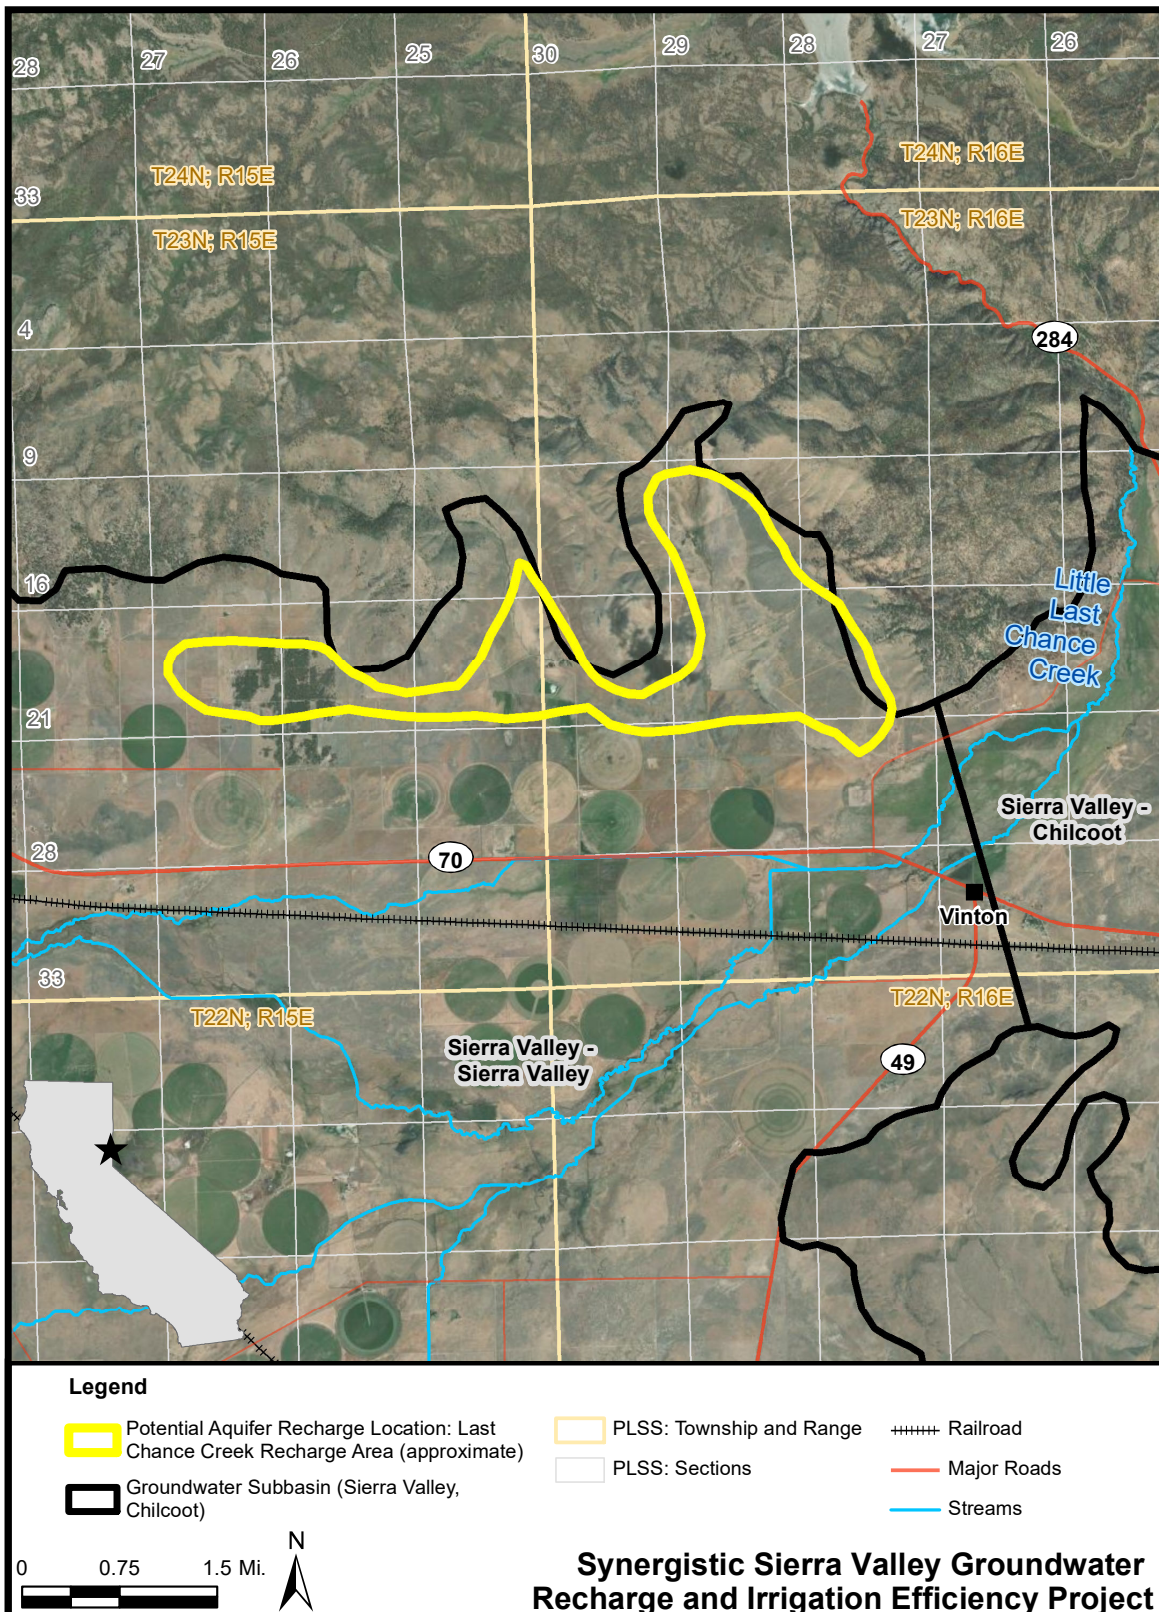 28
27
26
25
30
29
28
27
26
T24N; R15E
T24N; R16E
33
T23N; R15E
T23N; R16E
4
284
9
16
Little
Last
Chance
Creek
21
Sierra Valley -
Chilcoot
28
70
Vinton
33
T22N; R15E
T22N; R16E
Sierra Valley -
Sierra Valley
49
Legend
Potential Aquifer Recharge Location: Last
Chance Creek Recharge Area (approximate)
Groundwater Subbasin (Sierra Valley,
Chilcoot)
PLSS: Township and Range
PLSS: Sections
Railroad
Major Roads
Streams
0 0.75 1.5 Mi.
N
Synergistic Sierra Valley Groundwater
Recharge and Irrigation Efficiency Project